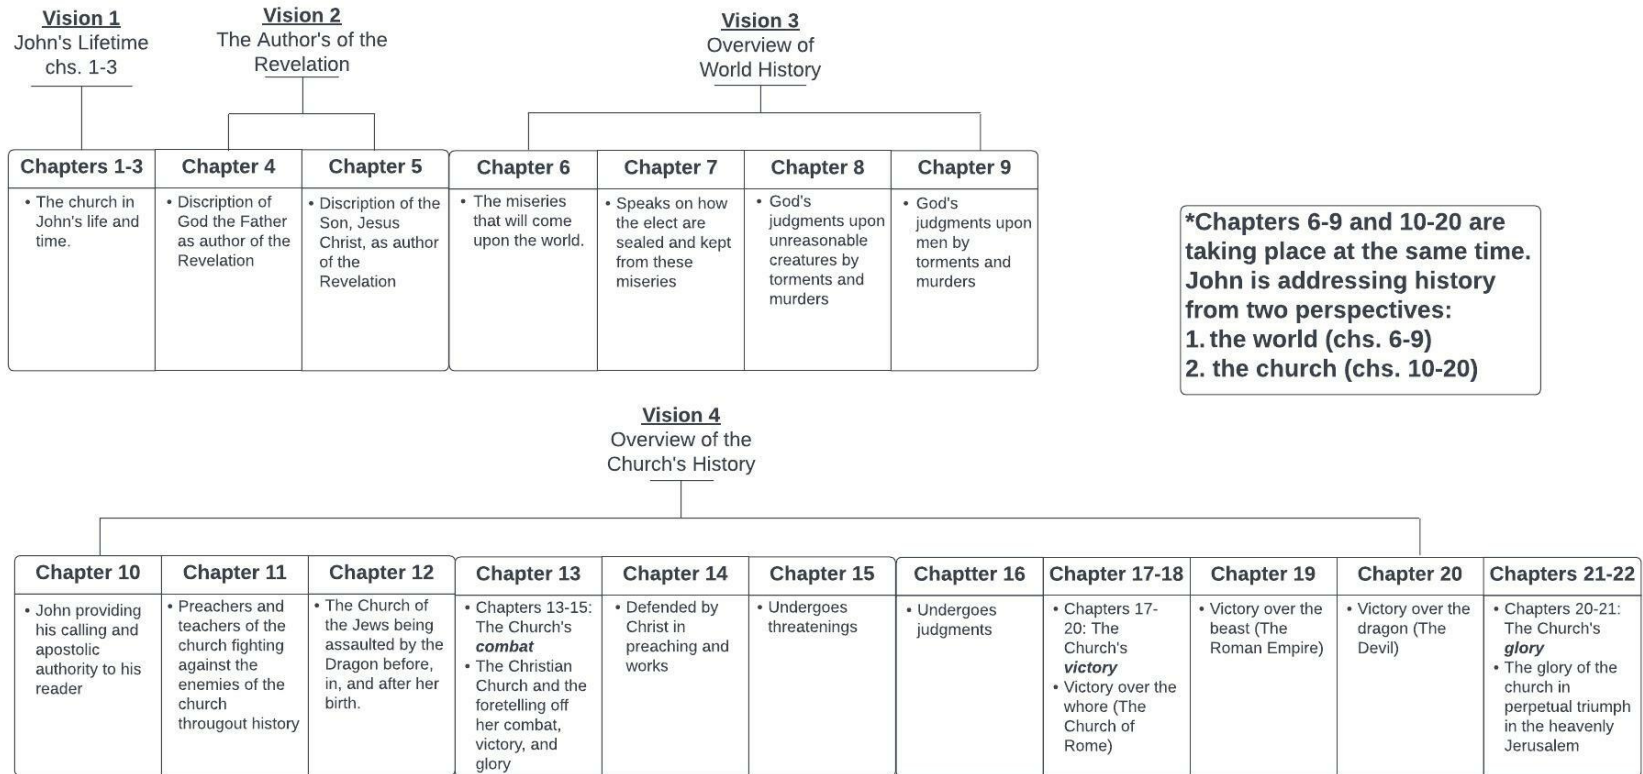 Vision 1
John's Lifetime
chs. 1-3
Vision 2
The Author's of the
Revelation
Vision 3
Overview of
World History
Chapters 1-3
• The church in
John's life and
time.
Chapter 4
• Discription of
God the Father
as author of the
Revelation
Chapter 5
• Discription of the
Son, Jesus
Christ, as author
of the
Revelation
Chapter 6
• The miseries
that will come
upon the world.
Chapter 7
• Speaks on how
the elect are
sealed and kept
from these
miseries
Chapter 8
• God's
judgments upon
unreasonable
creatures by
torments and
murders
Chapter 9
• God's
judgments upon
men by
torments and
murders
*Chapters 6-9 and 10-20 are
taking place at the same time.
John is addressing history
from two perspectives:
1. the world (chs. 6-9)
2. the church (chs. 10-20)
Vision 4
Overview of the
Church's History
Chapter 10
• John providing
his calling and
apostolic
authority to his
reader
Chapter 11
• Preachers and
teachers of the
church fighting
against the
enemies of the
church
througout history
Chapter 12
• The Church of
the Jews being
assaulted by the
Dragon before,
in, and after her
birth.
Chapter 13
• Chapters 13-15:
The Church's
combat
• The Christian
Church and the
foretelling off
her combat,
victory, and
glory
Chapter 14
• Defended by
Christ in
preaching and
works
Chapter 15
• Undergoes
threatenings
Chaptter 16
• Undergoes
judgments
Chapter 17-18
• Chapters 17-
20: The
Church's
victory
• Victory over the
whore (The
Church of
Rome)
Chapter 19
• Victory over the
beast (The
Roman Empire)
Chapter 20
• Victory over the
dragon (The
Devil)
Chapters 21-22
• Chapters 20-21:
The Church's
glory
• The glory of the
church in
perpetual triumph
in the heavenly
Jerusalem